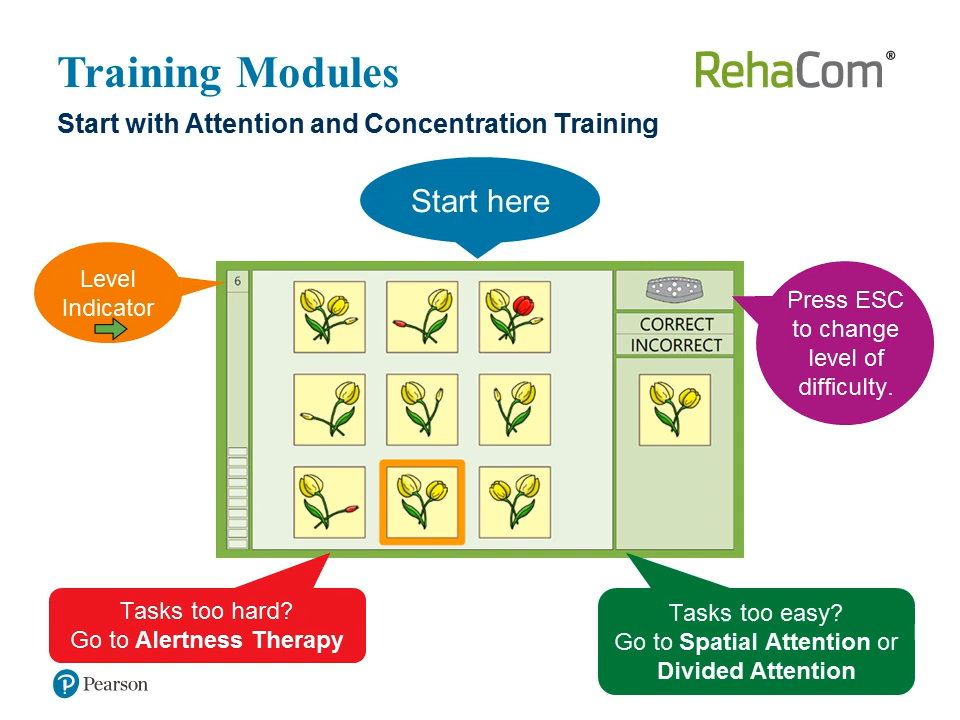 Training Modules
RehaCom®
Start with Attention and Concentration Training
Start here
Level
Indicator
6
CORRECT
INCORRECT
Press ESC
to change
level of
difficulty.
Tasks too hard?
Go to Alertness Therapy
Tasks too easy?
Go to Spatial Attention or
Divided Attention
P Pearson